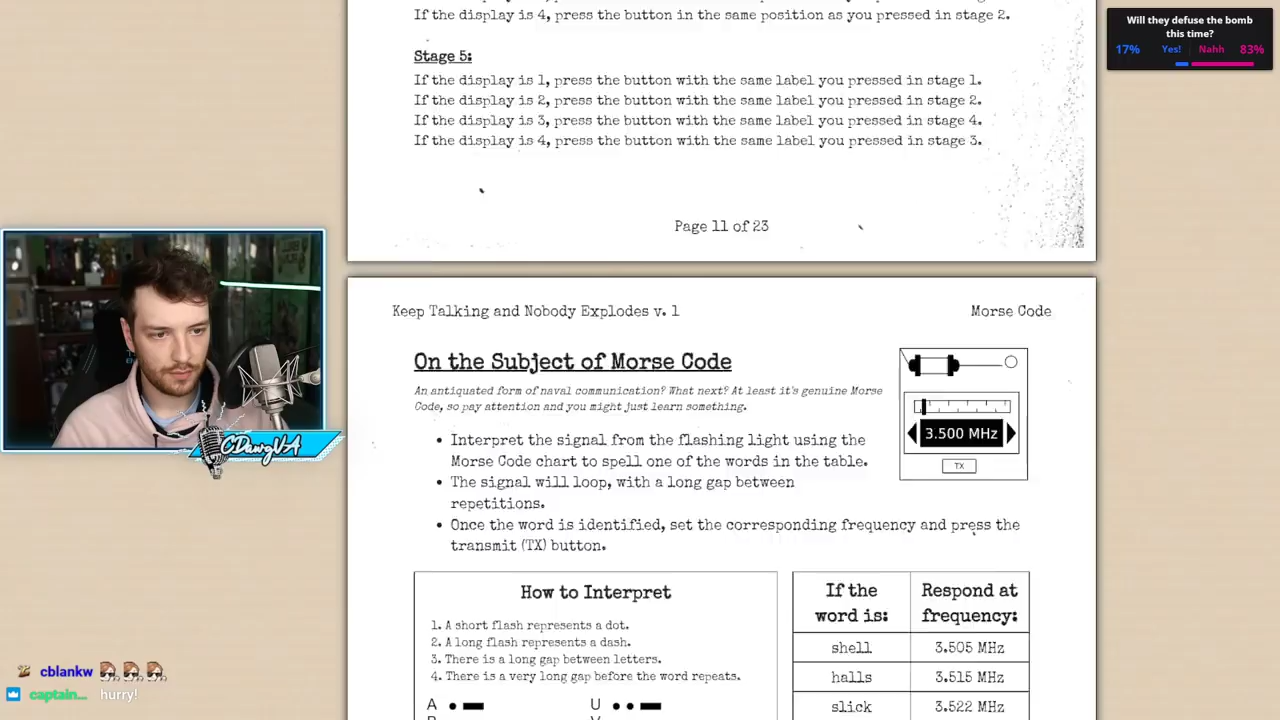 If the display is 4, press the button in the same position as you pressed in stage 2.
Stage 5:
If the display is 1, press the button with the same label you pressed in stage 1.
If the display is 2, press the button with the same label you pressed in stage 2.
If the display is 3, press the button with the same label you pressed in stage 4.
If the display is 4, press the button with the same label you pressed in stage 3.
Page 11 of 23
Will they defuse the bomb
this time?
17% Yes! Nahh 83%
CDawgVA
cblankw
captain... hurry!
Keep Talking and Nobody Explodes v. 1
Morse Code
On the Subject of Morse Code
An antiquated form of naval communication? What next? At least it's genuine Morse
Code, so pay attention and you might just learn something.
Interpret the signal from the flashing light using the
Morse Code chart to spell one of the words in the table.
The signal will loop, with a long gap between
repetitions.
Once the word is identified, set the corresponding frequency and press the
transmit (TX) button.
3.500 MHz
TX
How to Interpret
1. A short flash represents a dot.
2. A long flash represents a dash.
3. There is a long gap between letters.
4. There is a very long gap before the word repeats.
A U
If the
word is:
Respond at
frequency:
shell 3.505 MHz
halls 3.515 MHz
slick 3.522 MHz